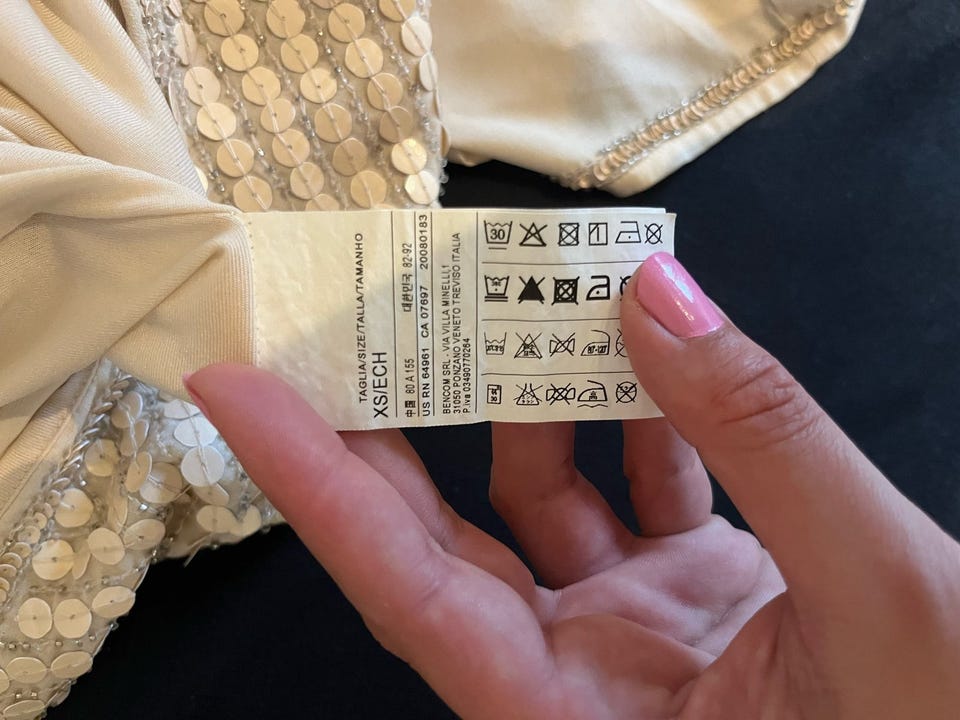 TAGLIA/SIZE/TALLA/TAMANHO
XS/ECH
대한민국 82-92
中国 80 A 155
US RN 64961 CA 07697 20080183
BENCOM SRL - VIA VILLA MINELLI,1
31050 PONZANO VENETO TREVISO ITALIA
P.iva 03490770264
30